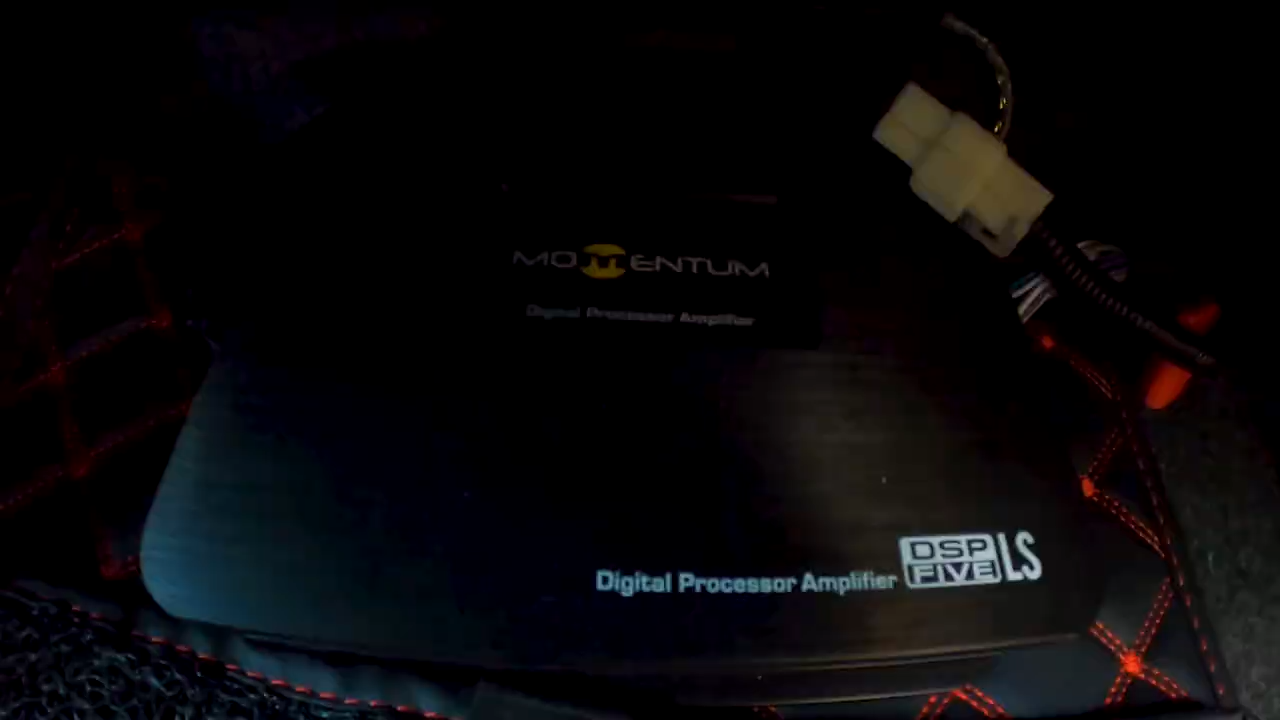 MOMENTUM
Digital Processor Amplifier
Digital Processor Amplifier DSP FIVE LS